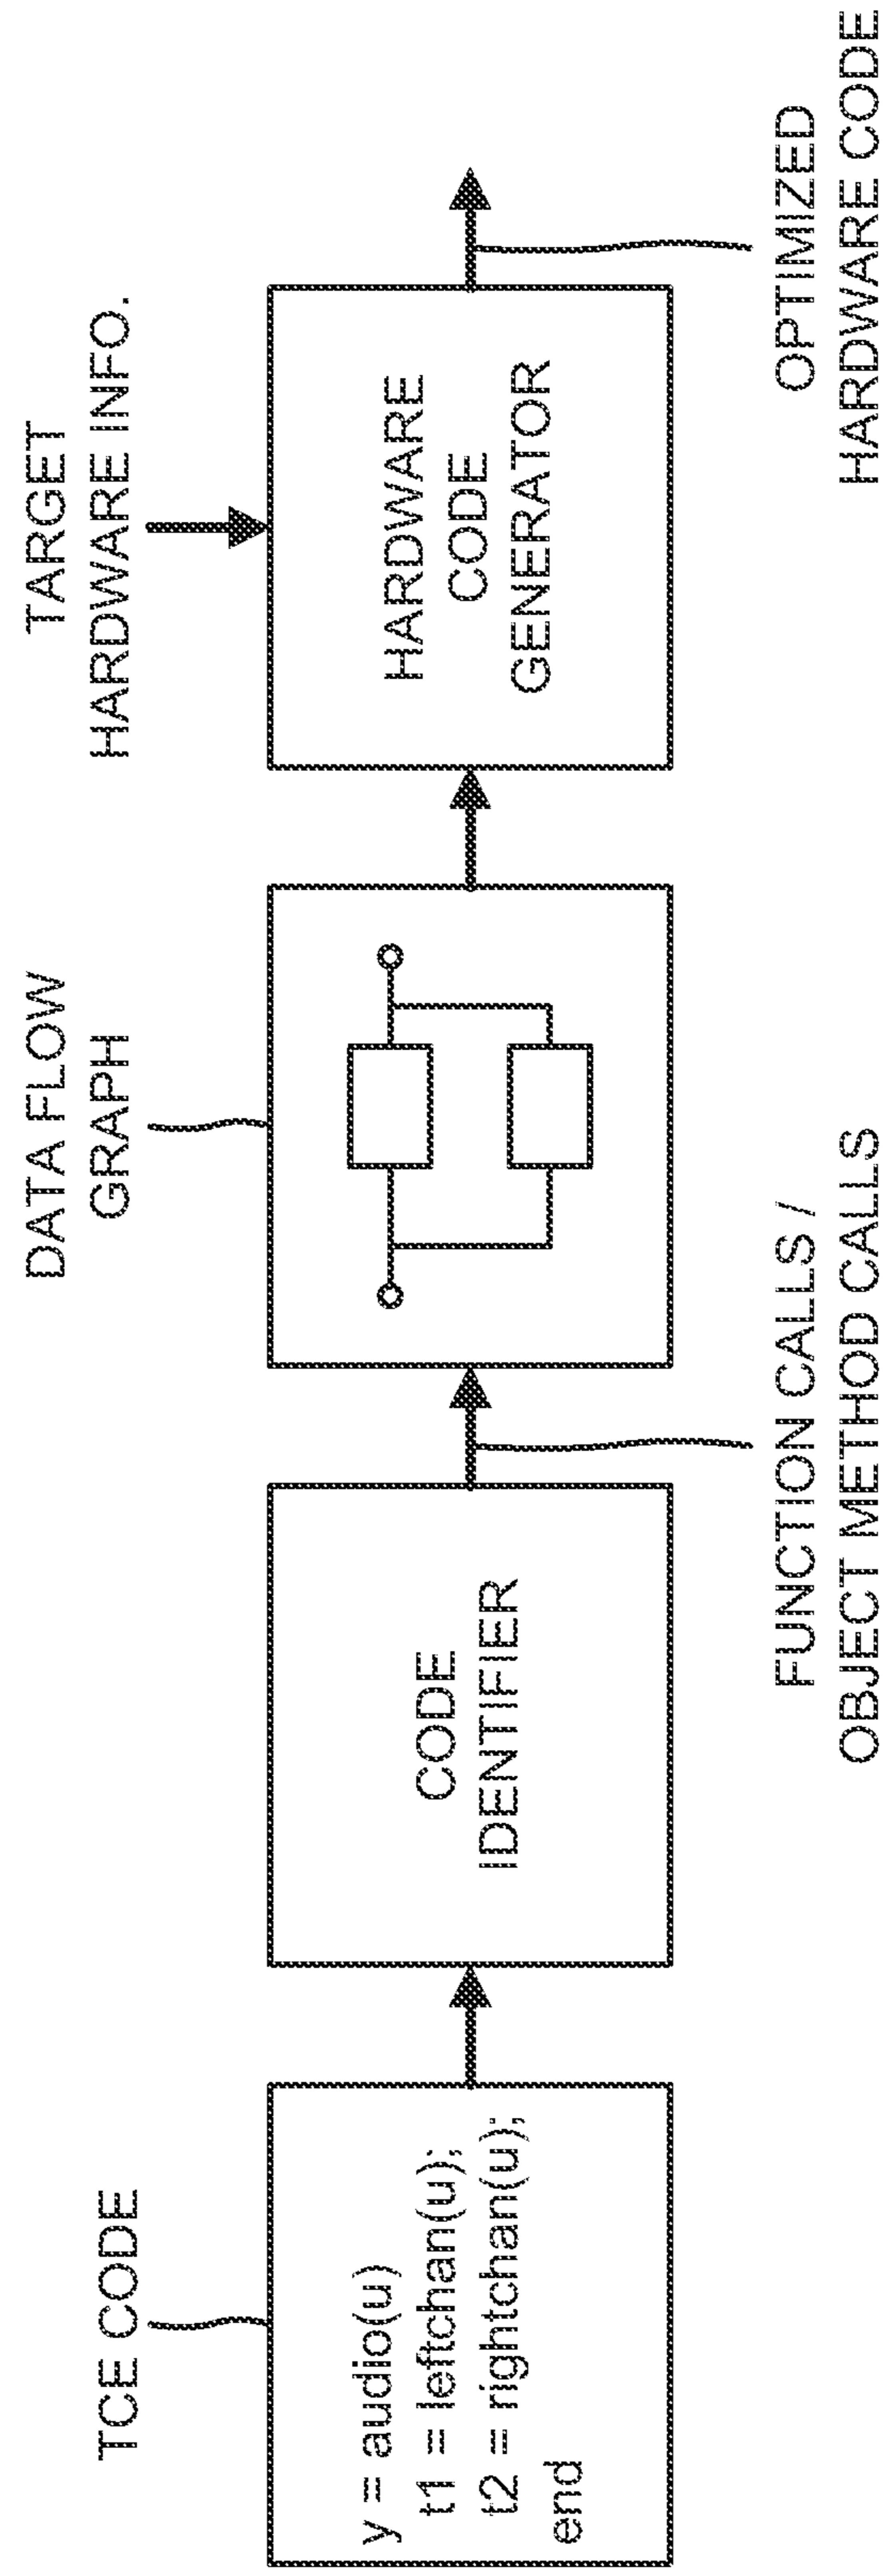 TCE CODE
y = audio(u)
t1 = leftchan(u);
t2 = rightchan(u);
end
CODE
IDENTIFIER
FUNCTION CALLS /
OBJECT METHOD CALLS
DATA FLOW
GRAPH
TARGET
HARDWARE INFO.
HARDWARE
CODE
GENERATOR
OPTIMIZED
HARDWARE CODE